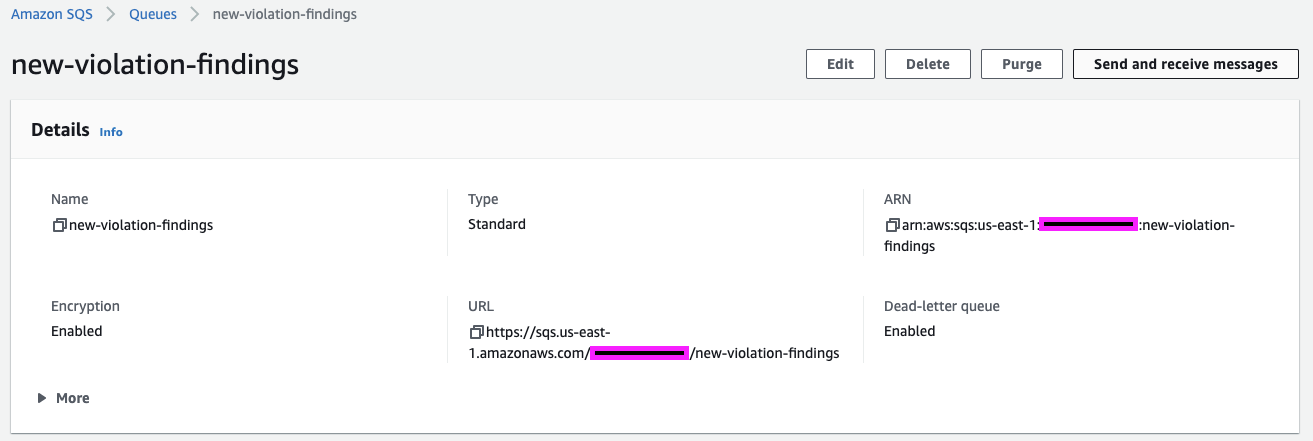 Amazon SQS > Queues > new-violation-findings
new-violation-findings
Edit Delete Purge Send and receive messages
Details Info
Name
new-violation-findings
Type
Standard
ARN
arn:aws:sqs:us-east-1: :new-violation-
findings
Encryption
Enabled
URL
https://sqs.us-east-
1.amazonaws.com/ /new-violation-findings
Dead-letter queue
Enabled
More